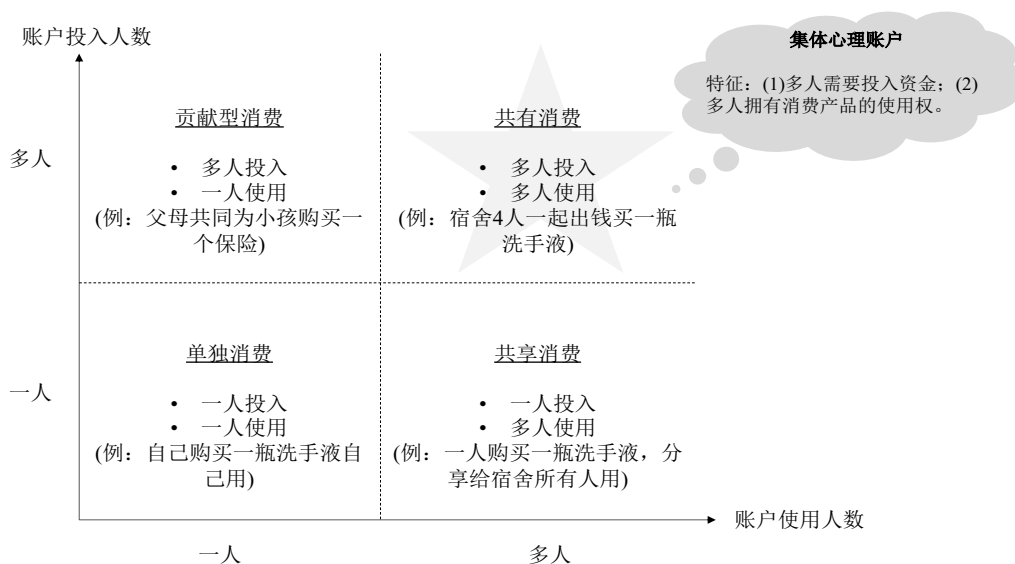 账户投入人数
集体心理账户
特征：(1)多人需要投入资金；(2)
多人拥有消费产品的使用权。
多人
贡献型消费
• 多人投入
• 一人使用
(例：父母共同为小孩购买一
个保险)
共有消费
• 多人投入
• 多人使用
(例：宿舍4人一起出钱买一瓶
洗手液)
一人
单独消费
• 一人投入
• 一人使用
(例：自己购买一瓶洗手液自
己用)
共享消费
• 一人投入
• 多人使用
(例：一人购买一瓶洗手液，分
享给宿舍所有人用)
账户使用人数
一人
多人